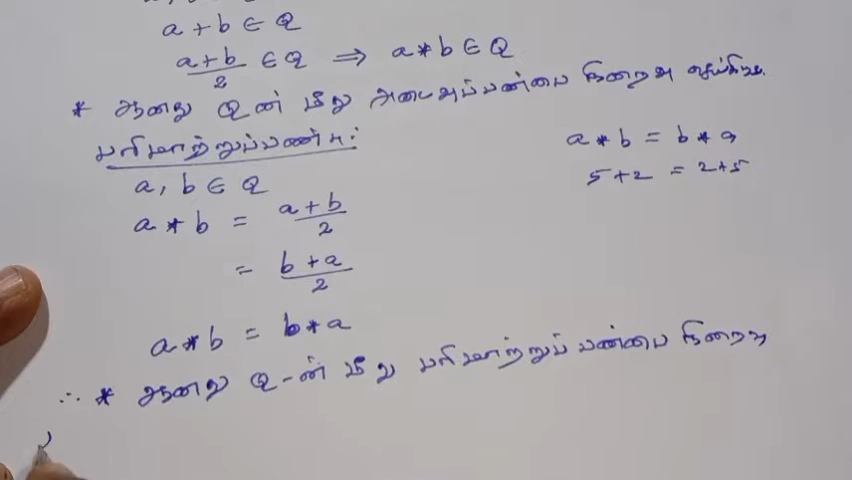 a + b ∈ Q
a+b/2 ∈ Q ⇒ a * b ∈ Q
* ஆனது Q ன் மீது அடைவுப்பண்பை நிறைவு செய்கிறது.
பரிமாற்றுப்பண்பு:
a * b = b * a
a, b ∈ Q
5+2 = 2+5
a * b = a+b/2
= b+a/2
a * b = b * a
∴ * ஆனது Q-ன் மீது பரிமாற்றுப் பண்பை நிறைவு